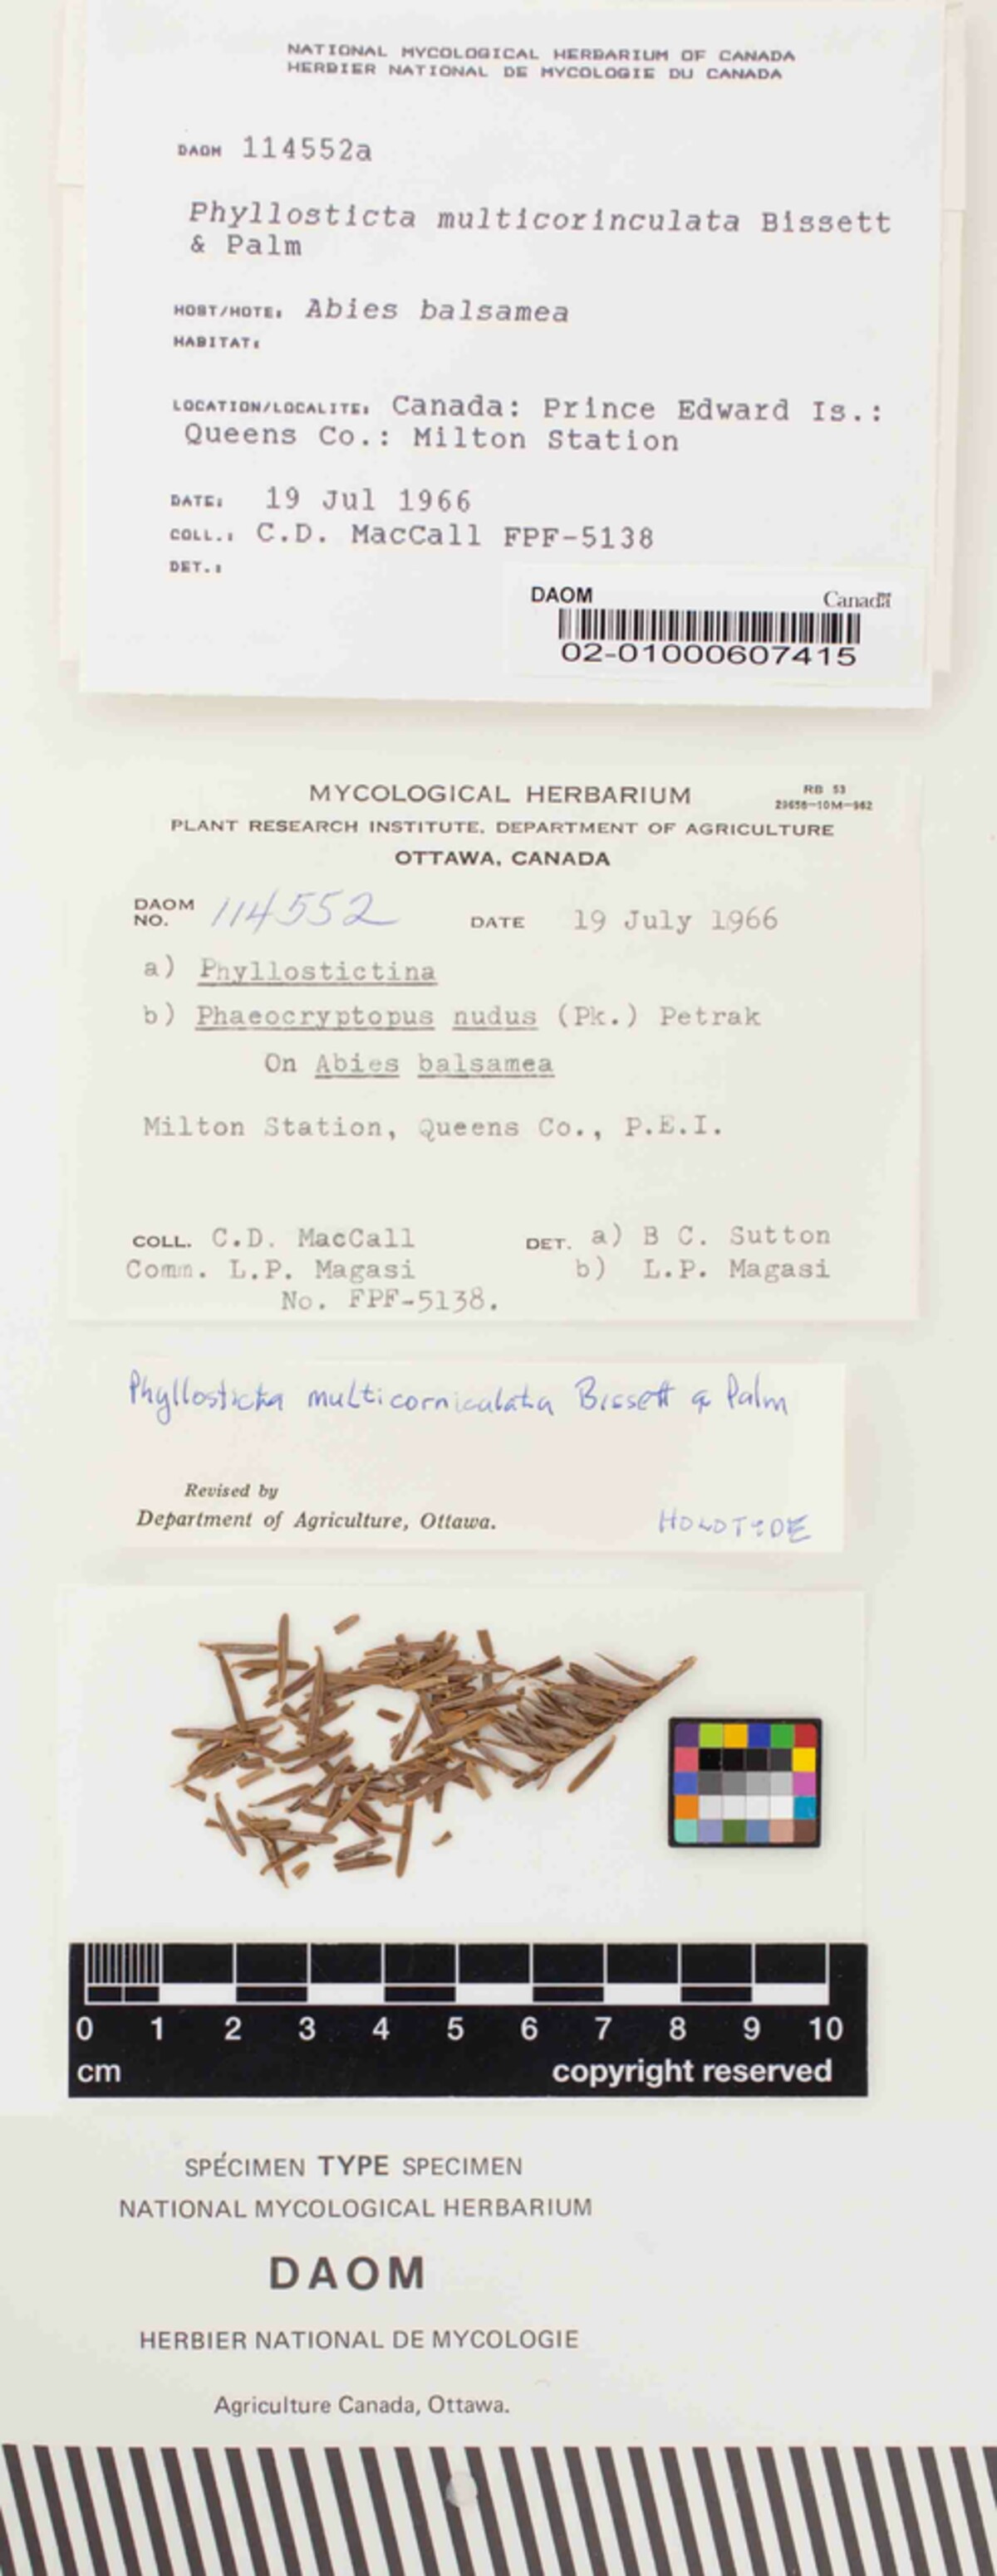 NATIONAL MYCOLOGICAL HERBARIUM OF CANADA
HERBIER NATIONAL DE MYCOLOGIE DU CANADA
DAOM 114552a
Phyllosticta multicorinculata Bissett
& Palm
HOST/HOTE: Abies balsamea
HABITAT:
LOCATION/LOCALITE: Canada: Prince Edward Is.:
Queens Co.: Milton Station
DATE: 19 Jul 1966
COLL.: C.D. MacCall FPF-5138
DET.:
DAOM Canada
02-01000607415
MYCOLOGICAL HERBARIUM RB 53
29656-10M-962
PLANT RESEARCH INSTITUTE, DEPARTMENT OF AGRICULTURE
OTTAWA, CANADA
DAOM NO. 114552 DATE 19 July 1966
a) Phyllostictina
b) Phaeocryptopus nudus (Pk.) Petrak
On Abies balsamea
Milton Station, Queens Co., P.E.I.
COLL. C.D. MacCall DET. a) B C. Sutton
Comm. L.P. Magasi b) L.P. Magasi
No. FPF-5138.
Phyllosticta multicorniculata Bissett & Palm
Revised by
Department of Agriculture, Ottawa. HOLOTYPE
0 1 2 3 4 5 6 7 8 9 10
cm copyright reserved
SPÉCIMEN TYPE SPECIMEN
NATIONAL MYCOLOGICAL HERBARIUM
DAOM
HERBIER NATIONAL DE MYCOLOGIE
Agriculture Canada, Ottawa.